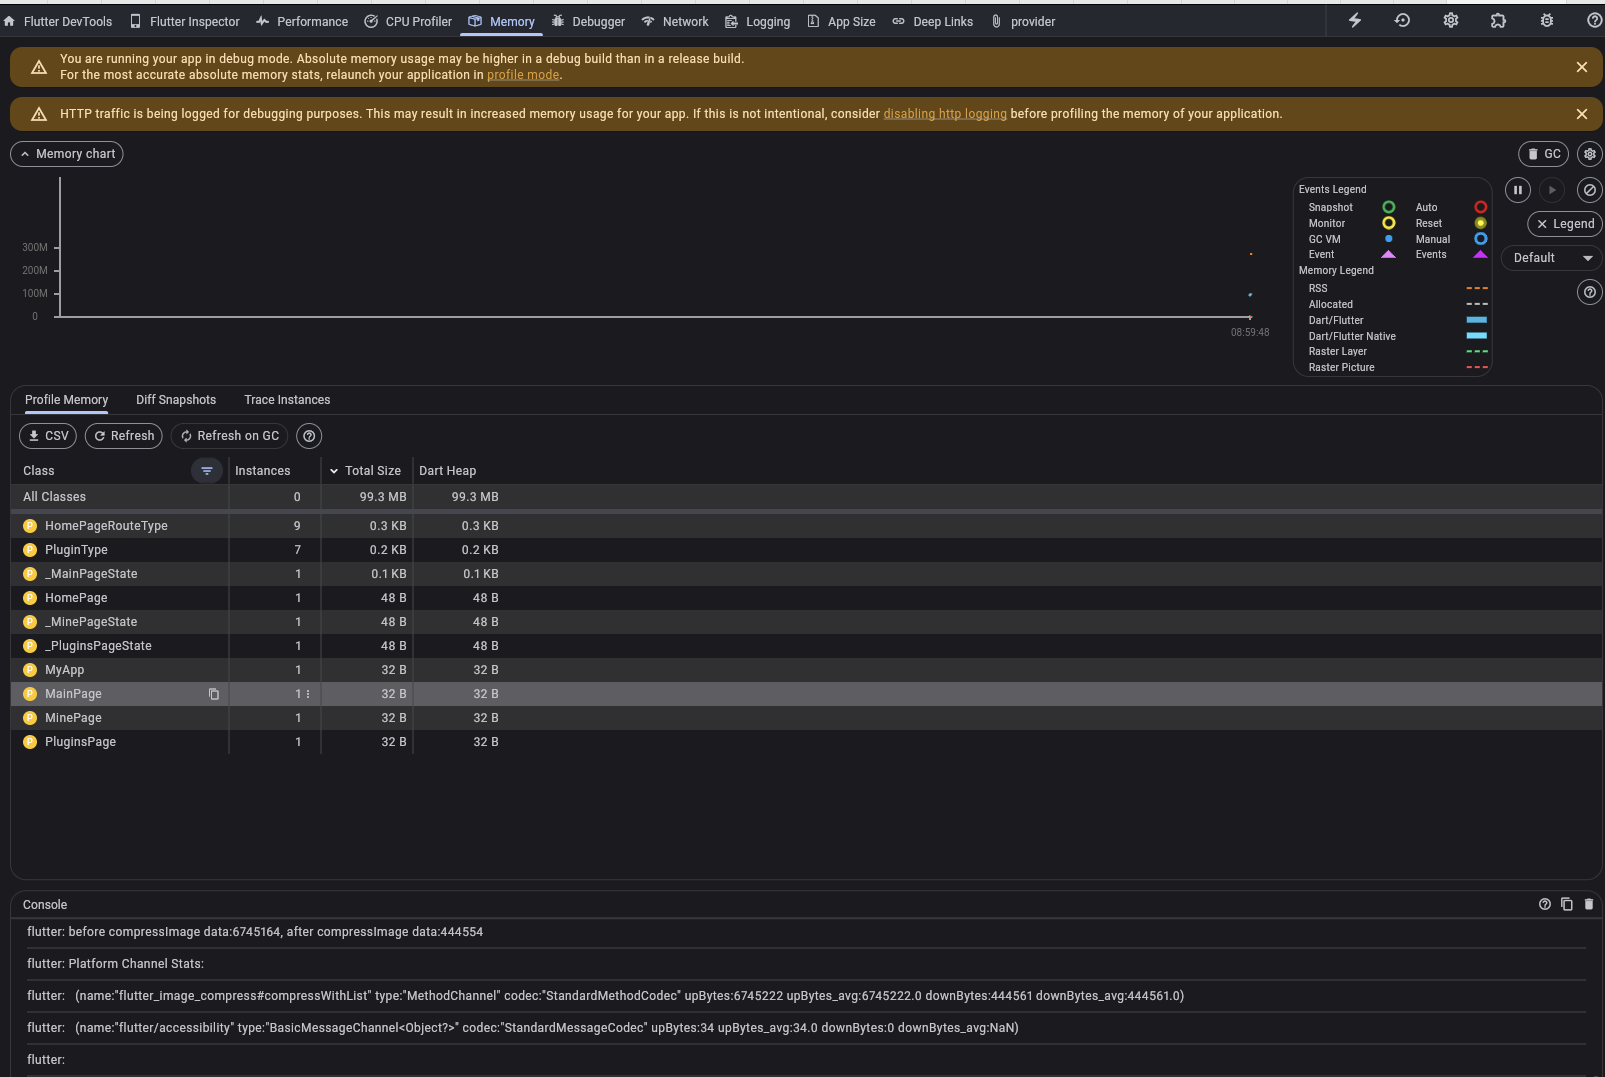 Flutter DevTools Flutter Inspector Performance CPU Profiler Memory Debugger Network Logging App Size Deep Links provider
You are running your app in debug mode. Absolute memory usage may be higher in a debug build than in a release build.
For the most accurate absolute memory stats, relaunch your application in profile mode.
HTTP traffic is being logged for debugging purposes. This may result in increased memory usage for your app. If this is not intentional, consider disabling http logging before profiling the memory of your application.
Memory chart
GC
300M
200M
100M
0
08:59:48
Events Legend
Snapshot Auto
Monitor Reset
GC VM Manual
Event Events
Memory Legend
RSS
Allocated
Dart/Flutter
Dart/Flutter Native
Raster Layer
Raster Picture
Legend
Default
Profile Memory Diff Snapshots Trace Instances
CSV Refresh Refresh on GC
Class Instances Total Size Dart Heap
All Classes 0 99.3 MB 99.3 MB
P HomePageRouteType 9 0.3 KB 0.3 KB
P PluginType 7 0.2 KB 0.2 KB
P _MainPageState 1 0.1 KB 0.1 KB
P HomePage 1 48 B 48 B
P _MinePageState 1 48 B 48 B
P _PluginsPageState 1 48 B 48 B
P MyApp 1 32 B 32 B
P MainPage 1 32 B 32 B
P MinePage 1 32 B 32 B
P PluginsPage 1 32 B 32 B
Console
flutter: before compressImage data:6745164, after compressImage data:444554
flutter: Platform Channel Stats:
flutter: (name:"flutter_image_compress#compressWithList" type:"MethodChannel" codec:"StandardMethodCodec" upBytes:6745222 upBytes_avg:6745222.0 downBytes:444561 downBytes_avg:444561.0)
flutter: (name:"flutter/accessibility" type:"BasicMessageChannel<Object?>" codec:"StandardMessageCodec" upBytes:34 upBytes_avg:34.0 downBytes:0 downBytes_avg:NaN)
flutter: